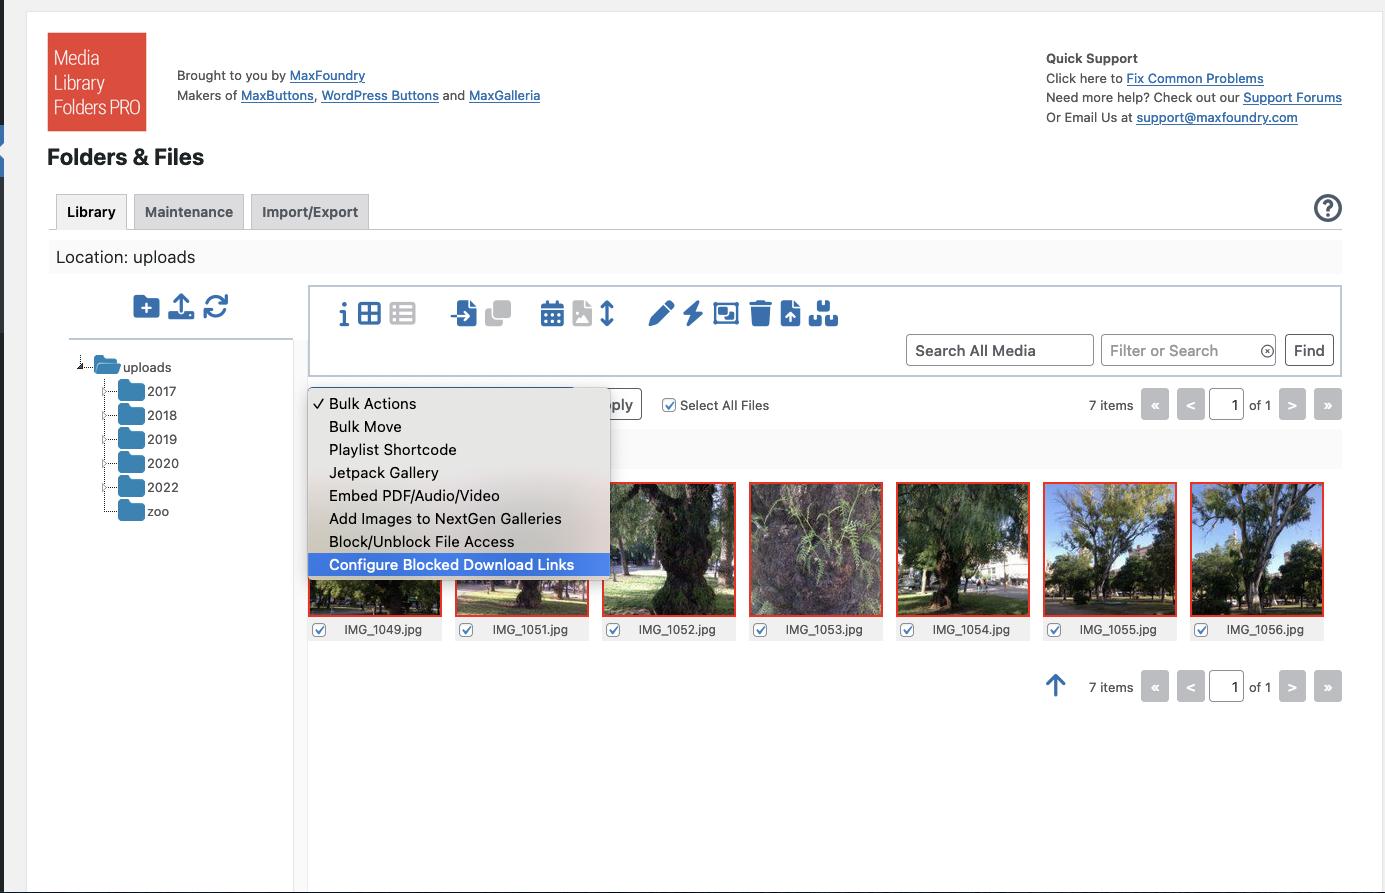 Media
Library
Folders PRO
Brought to you by MaxFoundry
Makers of MaxButtons, WordPress Buttons and MaxGalleria
Quick Support
Click here to Fix Common Problems
Need more help? Check out our Support Forums
Or Email Us at support@maxfoundry.com
Folders & Files
Library
Maintenance
Import/Export
Location: uploads
Search All Media
Filter or Search
Find
uploads
2017
2018
2019
2020
2022
zoo
✓ Bulk Actions
Bulk Move
Playlist Shortcode
Jetpack Gallery
Embed PDF/Audio/Video
Add Images to NextGen Galleries
Block/Unblock File Access
Configure Blocked Download Links
ply
Select All Files
7 items « < 1 of 1 > »
IMG_1049.jpg
IMG_1051.jpg
IMG_1052.jpg
IMG_1053.jpg
IMG_1054.jpg
IMG_1055.jpg
IMG_1056.jpg
7 items « < 1 of 1 > »